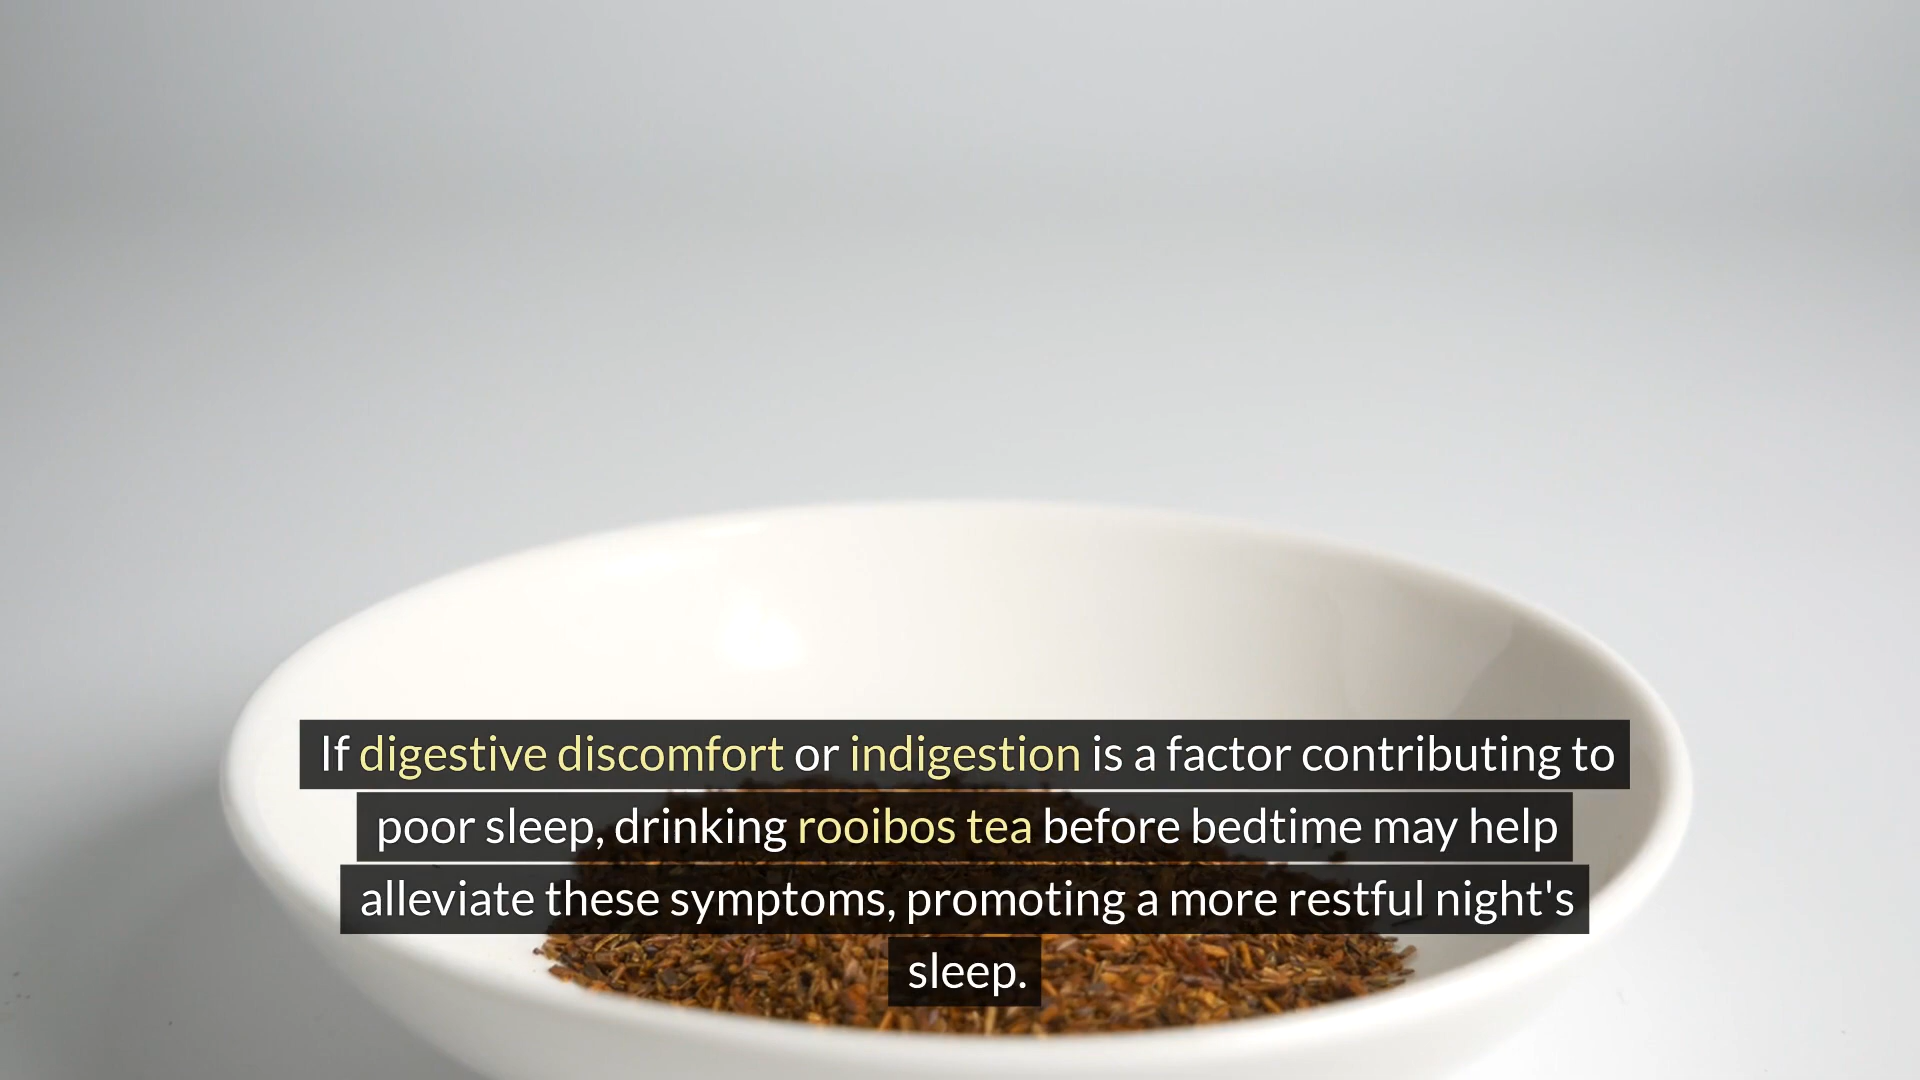 If digestive discomfort or indigestion is a factor contributing to
poor sleep, drinking rooibos tea before bedtime may help
alleviate these symptoms, promoting a more restful night's
sleep.